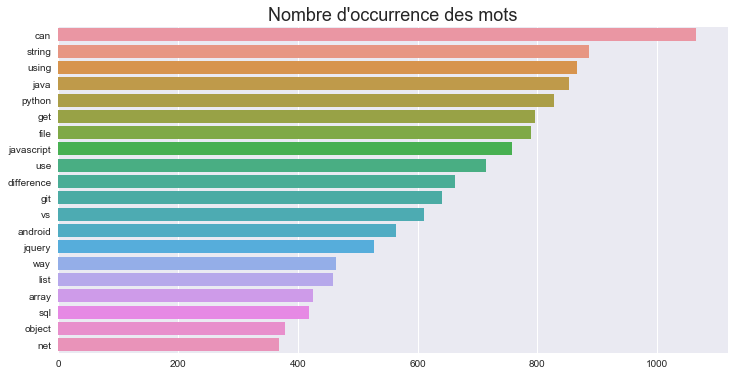 Nombre d'occurrence des mots
can
string
using
java
python
get
file
javascript
use
difference
git
vs
android
jquery
way
list
array
sql
object
net
0 200 400 600 800 1000